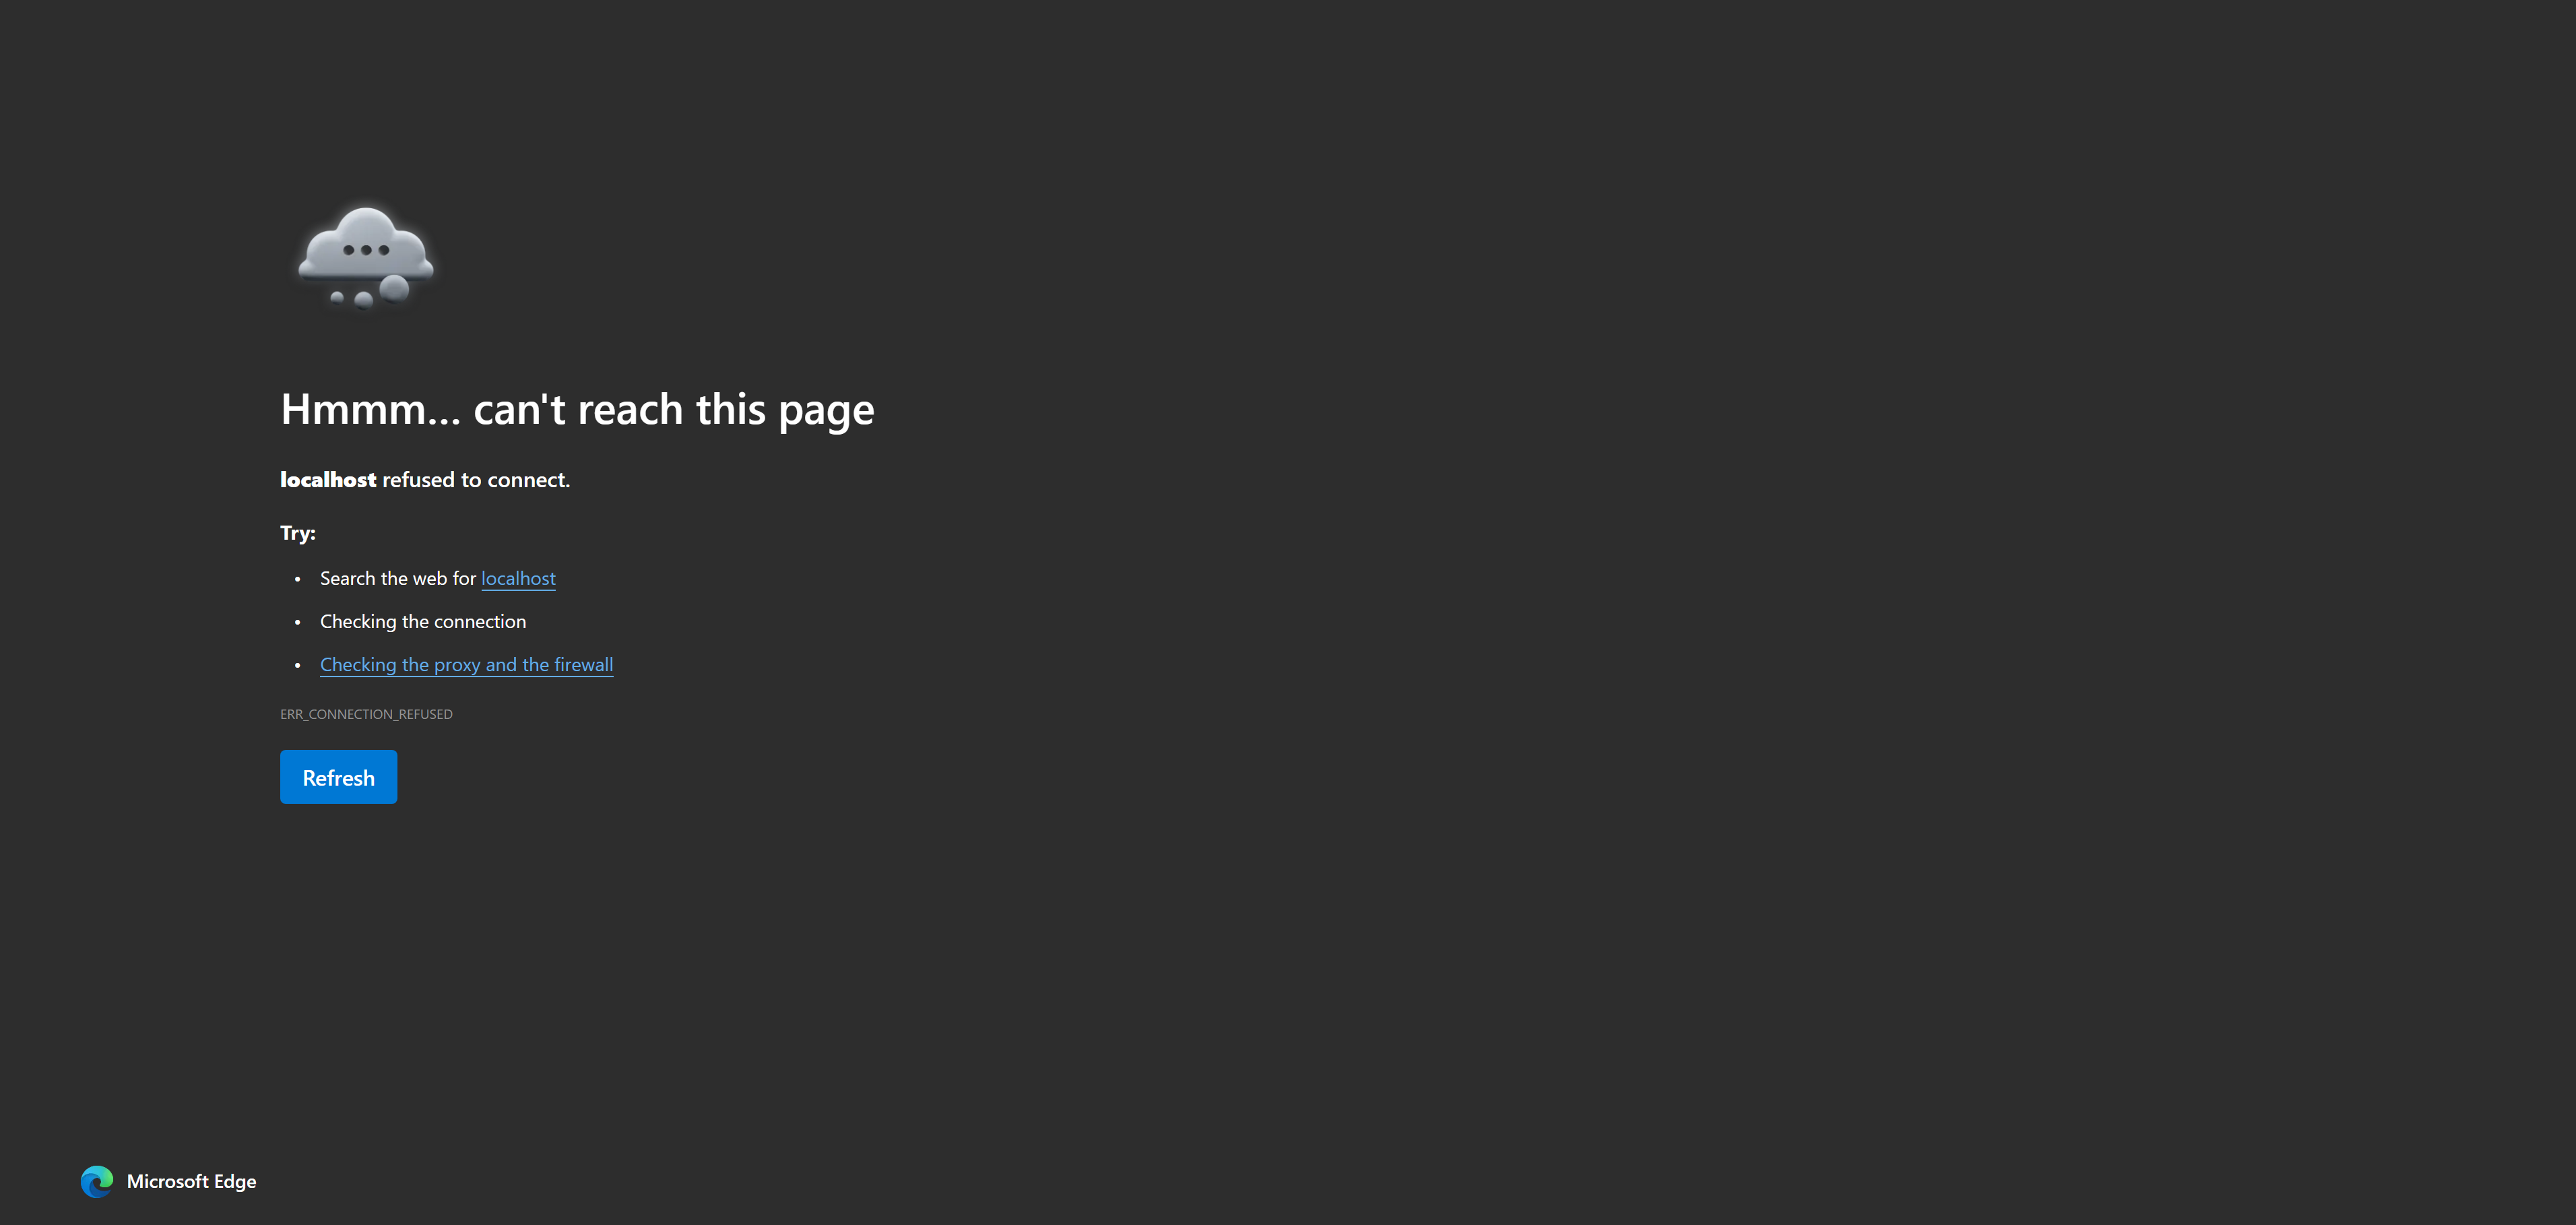 Hmmm... can't reach this page
localhost refused to connect.
Try:
• Search the web for localhost
• Checking the connection
• Checking the proxy and the firewall
ERR_CONNECTION_REFUSED
Refresh
Microsoft Edge